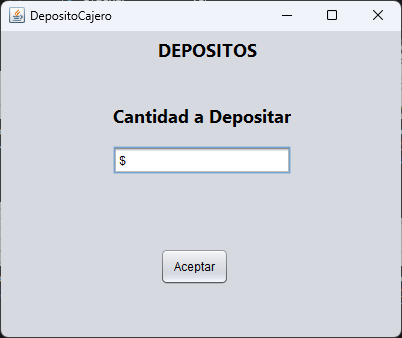 DepositoCajero
DEPOSITOS
Cantidad a Depositar
$
Aceptar